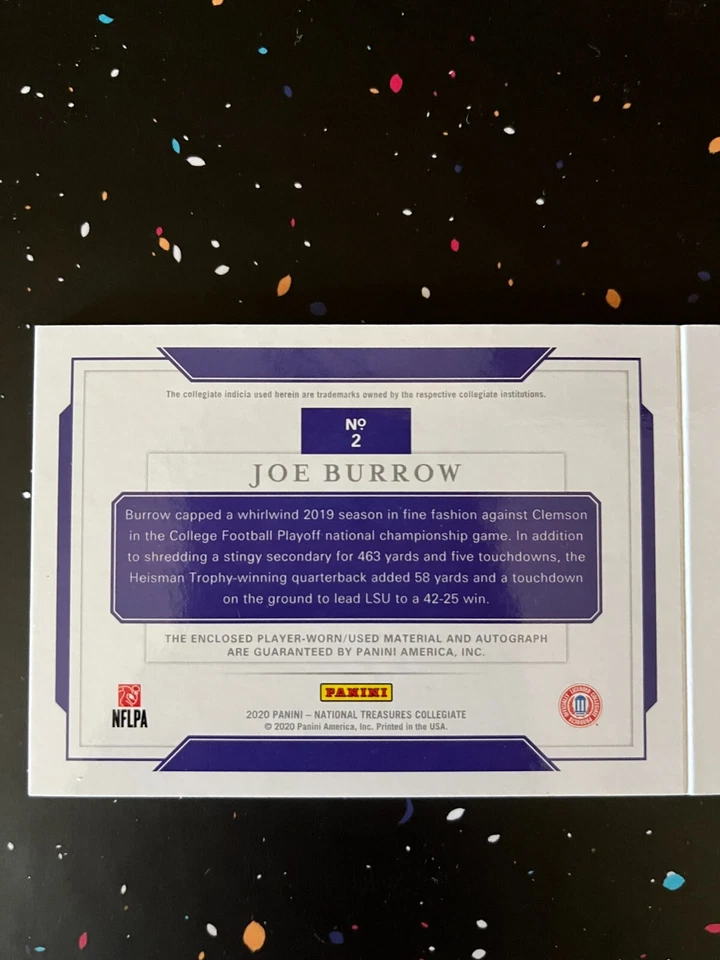 The collegiate indicia used herein are trademarks owned by the respective collegiate institutions.
Nº
2
JOE BURROW
Burrow capped a whirlwind 2019 season in fine fashion against Clemson
in the College Football Playoff national championship game. In addition
to shredding a stingy secondary for 463 yards and five touchdowns, the
Heisman Trophy-winning quarterback added 58 yards and a touchdown
on the ground to lead LSU to a 42-25 win.
THE ENCLOSED PLAYER-WORN/USED MATERIAL AND AUTOGRAPH
ARE GUARANTEED BY PANINI AMERICA, INC.
PANINI
NFLPA
2020 PANINI – NATIONAL TREASURES COLLEGIATE
© 2020 Panini America, Inc. Printed in the USA.